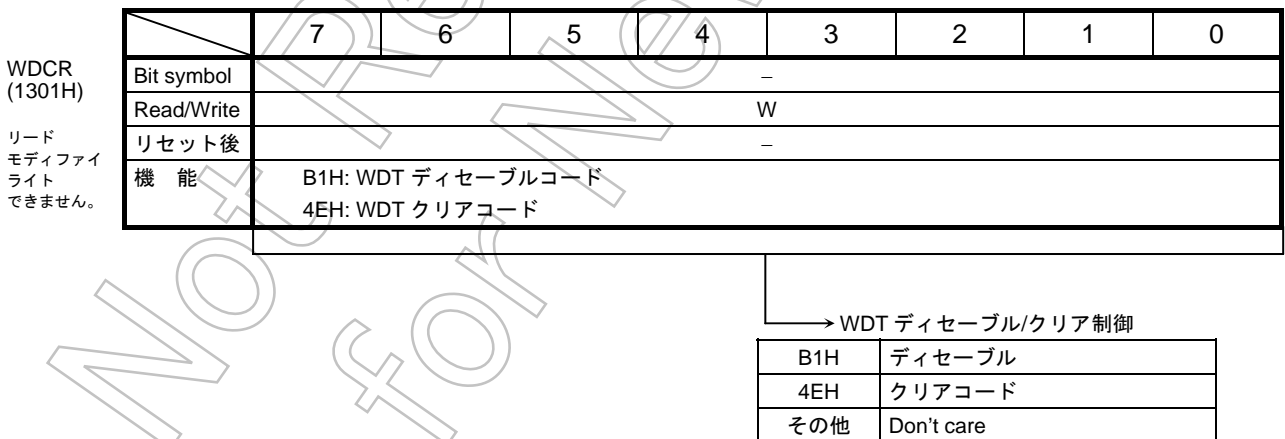 7 6 5 4 3 2 1 0
WDCR
(1301H)
リード
モディファイ
ライト
できません。
Bit symbol –
Read/Write W
リセット後 –
機 能 B1H: WDT ディセーブルコード
4EH: WDT クリアコード
WDT ディセーブル/クリア制御
B1H ディセーブル
4EH クリアコード
その他 Don't care